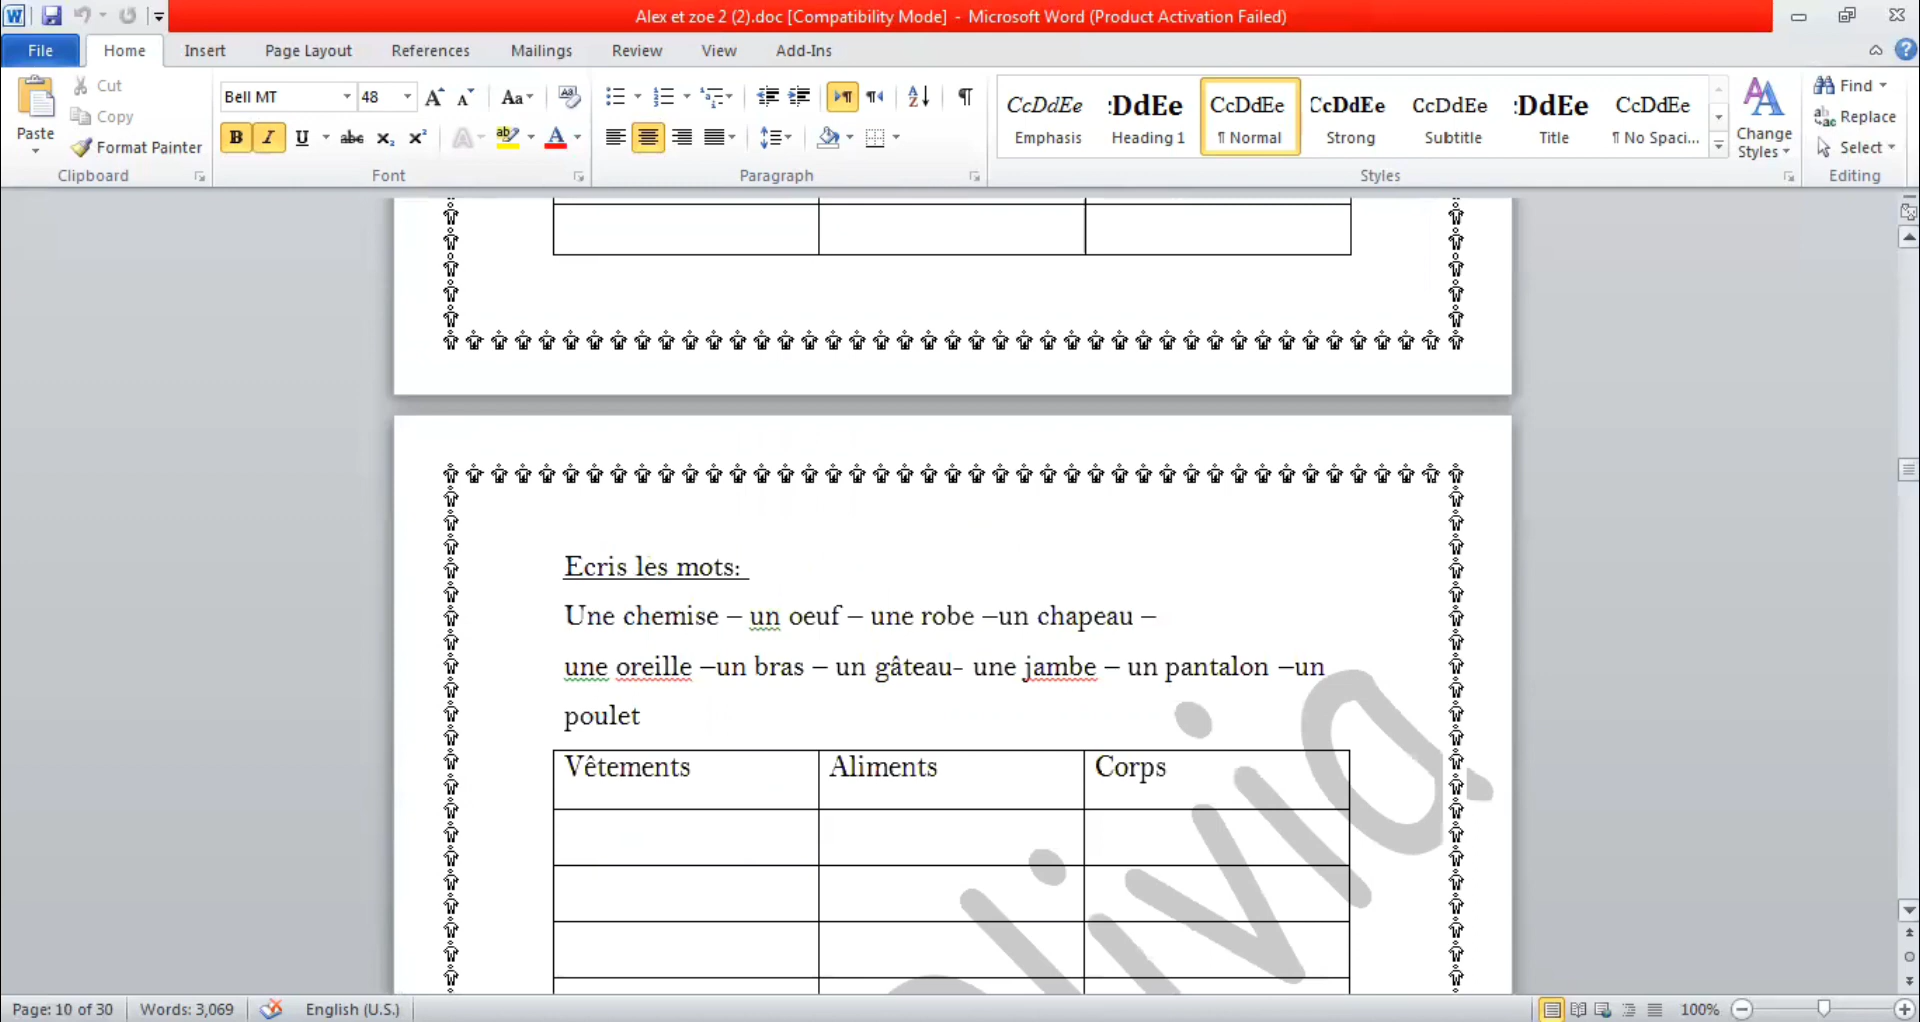 Alex et zoe 2 (2).doc [Compatibility Mode] - Microsoft Word (Product Activation Failed)
File Home Insert Page Layout References Mailings Review View Add-Ins
Paste
Cut
Copy
Format Painter
Clipboard
Bell MT 48
Font
Paragraph
CcDdEe :DdEe CcDdEe CcDdEe CcDdEe :DdEe CcDdEe
Emphasis Heading 1 ¶ Normal Strong Subtitle Title ¶ No Spaci...
Styles
Change Styles
Find
Replace
Select
Editing
Ecris les mots:
Une chemise – un oeuf – une robe –un chapeau –
une oreille –un bras – un gâteau- une jambe – un pantalon –un
poulet
Vêtements Aliments Corps
Page: 10 of 30 Words: 3,069 English (U.S.) 100%